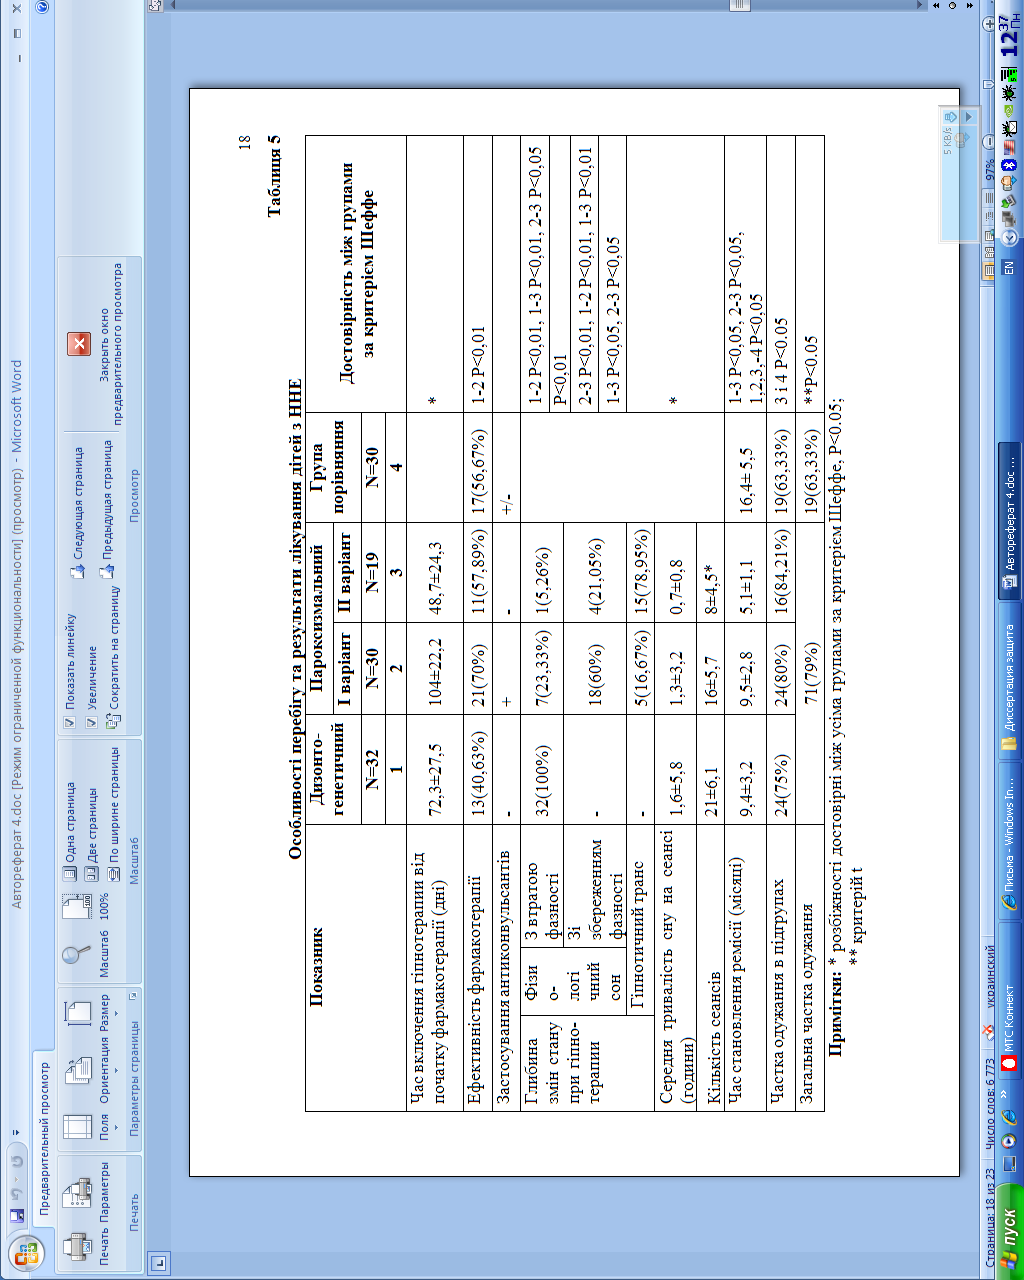 Автореферат 4.doc [Режим ограниченной функциональности] (просмотр) - Microsoft Word
Предварительный просмотр
Печать Параметры
Печать
Поля Ориентация Размер
Параметры страницы
Масштаб 100%
Одна страница
Две страницы
По ширине страницы
Масштаб
Показать линейку
Увеличение
Сократить на страницу
Следующая страница
Предыдущая страница
Просмотр
Закрыть окно
предварительного просмотра
18
Таблиця 5
Особливості перебігу та результати лікування дітей з ННЕ
Показник
Дизонто-
генетичний
Пароксизмальний
І варіант ІІ варіант
Група
порівняння
Достовірність між групами
за критерієм Шеффе
N=32 N=30 N=19 N=30
1 2 3 4
Час включення гіпнотерапии від
початку фармакотерапії (дні)
72,3±27,5 104±22,2 48,7±24,3 *
Ефективність фармакотерапії 13(40,63%) 21(70%) 11(57,89%) 17(56,67%) 1-2 P<0,01
Застосування антиконвульсантів - + - +/-
Глибина
змін стану
при гіпно-
терапии
Фізи
о-
логі
чний
сон
З втратою
фазності
32(100%) 7(23,33%) 1(5,26%) 1-2 P<0,01, 1-3 P<0,01, 2-3 P<0,05
P<0,01
Зі
збереженням
фазності
- 18(60%) 4(21,05%) 2-3 P<0,01, 1-2 P<0,01, 1-3 P<0,01
1-3 P<0,05, 2-3 P<0,05
Гіпнотичний транс - 5(16,67%) 15(78,95%)
Середня тривалість сну на сеансі
(години)
1,6±5,8 1,3±3,2 0,7±0,8 *
Кількість сеансів 21±6,1 16±5,7 8±4,5*
Час становлення ремісії (місяці) 9,4±3,2 9,5±2,8 5,1±1,1 16,4±5,5 1-3 P<0,05, 2-3 P<0,05,
1,2,3,-4 P<0,05
Частка одужання в підгрупах 24(75%) 24(80%) 16(84,21%) 19(63,33%) 3 і 4 P<0.05
Загальна частка одужання 71(79%) 19(63,33%) **P<0.05
Примітки: * розбіжності достовірні між усіма групами за критерієм Шеффе, P<0.05;
** критерій t
5 KB/s
Страница: 18 из 23 Число слов: 6 773 украинский 97%
пуск
МТС Коннект
Письма - Windows In...
Диссертация защита
Автореферат 4.doc ...
EN
12 37
Пн